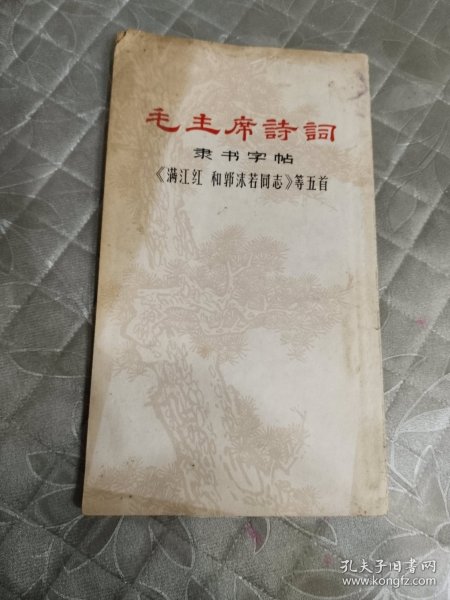 毛主席詩詞
隶书字帖
《满江红 和郭沫若同志》等五首
孔夫子旧书网
www.kongfz.com